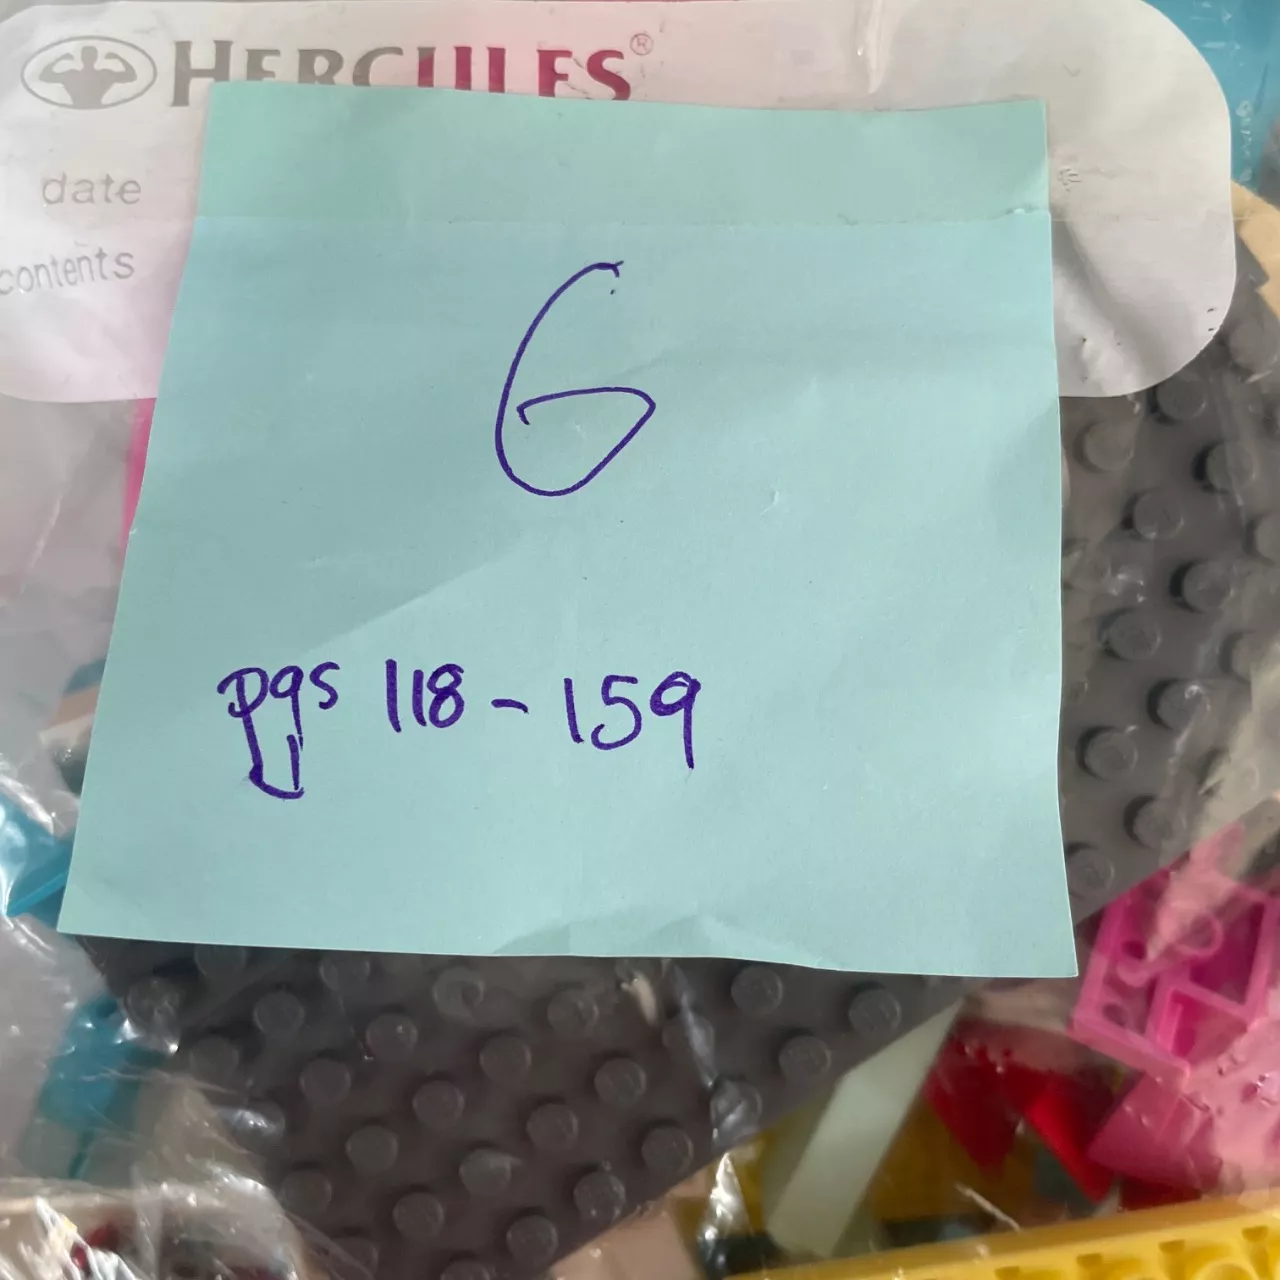 HERCULES®
date
contents
6
pgs 118 - 159